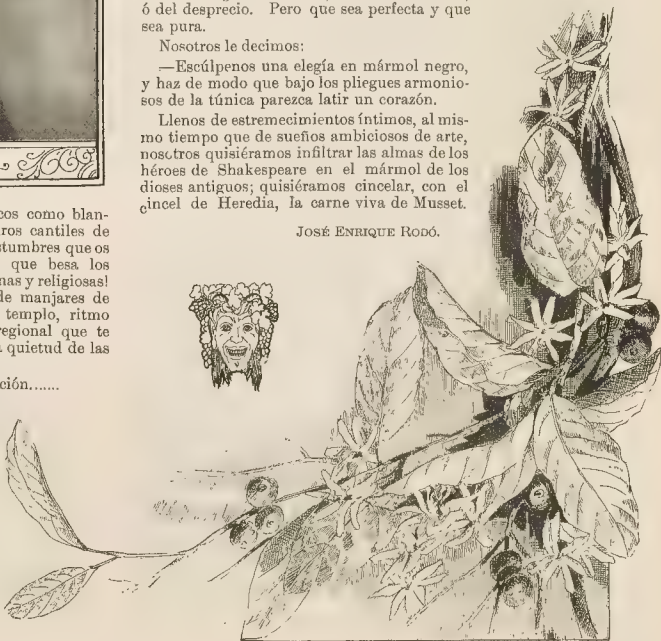 cos como blan-
ros cantiles de
stumbres que os
que besa los
nas y religiosas!
de manjares de
templo, ritmo
regional que te
quietud de las
ción.......
ó del desprecio. Pero que sea perfecta y que
sea pura.
Nosotros le decimos:
—Escúlpenos una elegía en mármol negro,
y haz de modo que bajo los pliegues armonio-
sos de la túnica parezca latir un corazón.
Llenos de estremecimientos íntimos, al mis-
mo tiempo que de sueños ambiciosos de arte,
nosctros quisiéramos infiltrar las almas de los
héroes de Shakespeare en el mármol de los
dioses antiguos; quisiéramos cincelar, con el
cincel de Heredia, la carne viva de Musset.
JOSÉ ENRIQUE RODÓ.